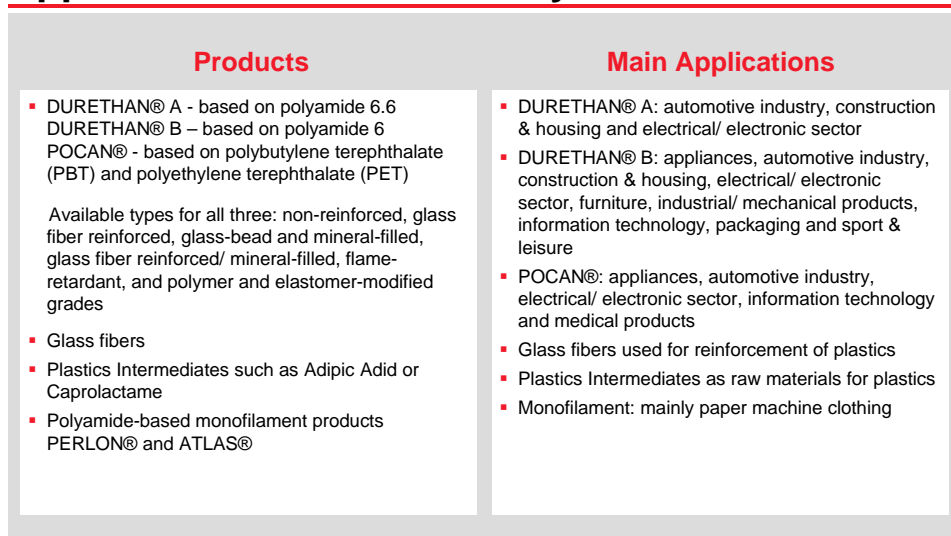 Products
DURETHAN® A - based on polyamide 6.6
DURETHAN® B – based on polyamide 6
POCAN® - based on polybutylene terephthalate
(PBT) and polyethylene terephthalate (PET)
Available types for all three: non-reinforced, glass
fiber reinforced, glass-bead and mineral-filled,
glass fiber reinforced/ mineral-filled, flame-
retardant, and polymer and elastomer-modified
grades
Glass fibers
Plastics Intermediates such as Adipic Adid or
Caprolactame
Polyamide-based monofilament products
PERLON® and ATLAS®
Main Applications
DURETHAN® A: automotive industry, construction
& housing and electrical/ electronic sector
DURETHAN® B: appliances, automotive industry,
construction & housing, electrical/ electronic
sector, furniture, industrial/ mechanical products,
information technology, packaging and sport &
leisure
POCAN®: appliances, automotive industry,
electrical/ electronic sector, information technology
and medical products
Glass fibers used for reinforcement of plastics
Plastics Intermediates as raw materials for plastics
Monofilament: mainly paper machine clothing